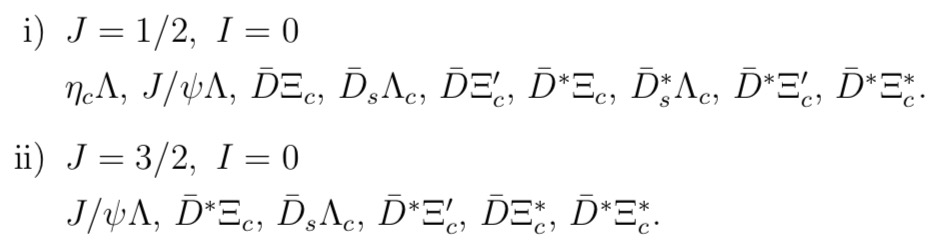 i) J = 1/2, I = 0
η_cΛ, J/ψΛ, D̄Ξ_c, D̄_sΛ_c, D̄Ξ′_c, D̄*Ξ_c, D̄*_sΛ_c, D̄*Ξ′_c, D̄*Ξ*_c.
ii) J = 3/2, I = 0
J/ψΛ, D̄*Ξ_c, D̄_sΛ_c, D̄*Ξ′_c, D̄Ξ*_c, D̄*Ξ*_c.